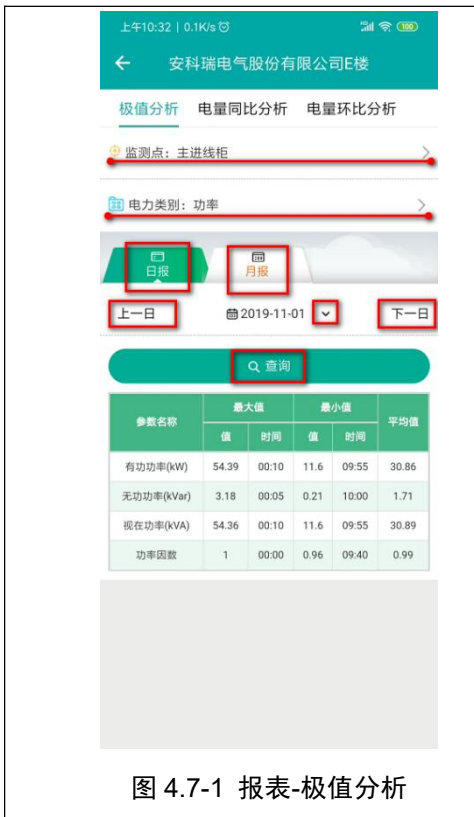 上午10:32 | 0.1K/s
HD 100
安科瑞电气股份有限公司E楼
极值分析 电量同比分析 电量环比分析
监测点：主进线柜
电力类别：功率
日报 月报
上一日 2019-11-01 下一日
查询
参数名称 最大值 最小值 平均值
值 时间 值 时间
有功功率(kW) 54.39 00:10 11.6 09:55 30.86
无功功率(kVar) 3.18 00:05 0.21 10:00 1.71
视在功率(kVA) 54.36 00:10 11.6 09:55 30.89
功率因数 1 00:00 0.96 09:40 0.99
图 4.7-1 报表-极值分析